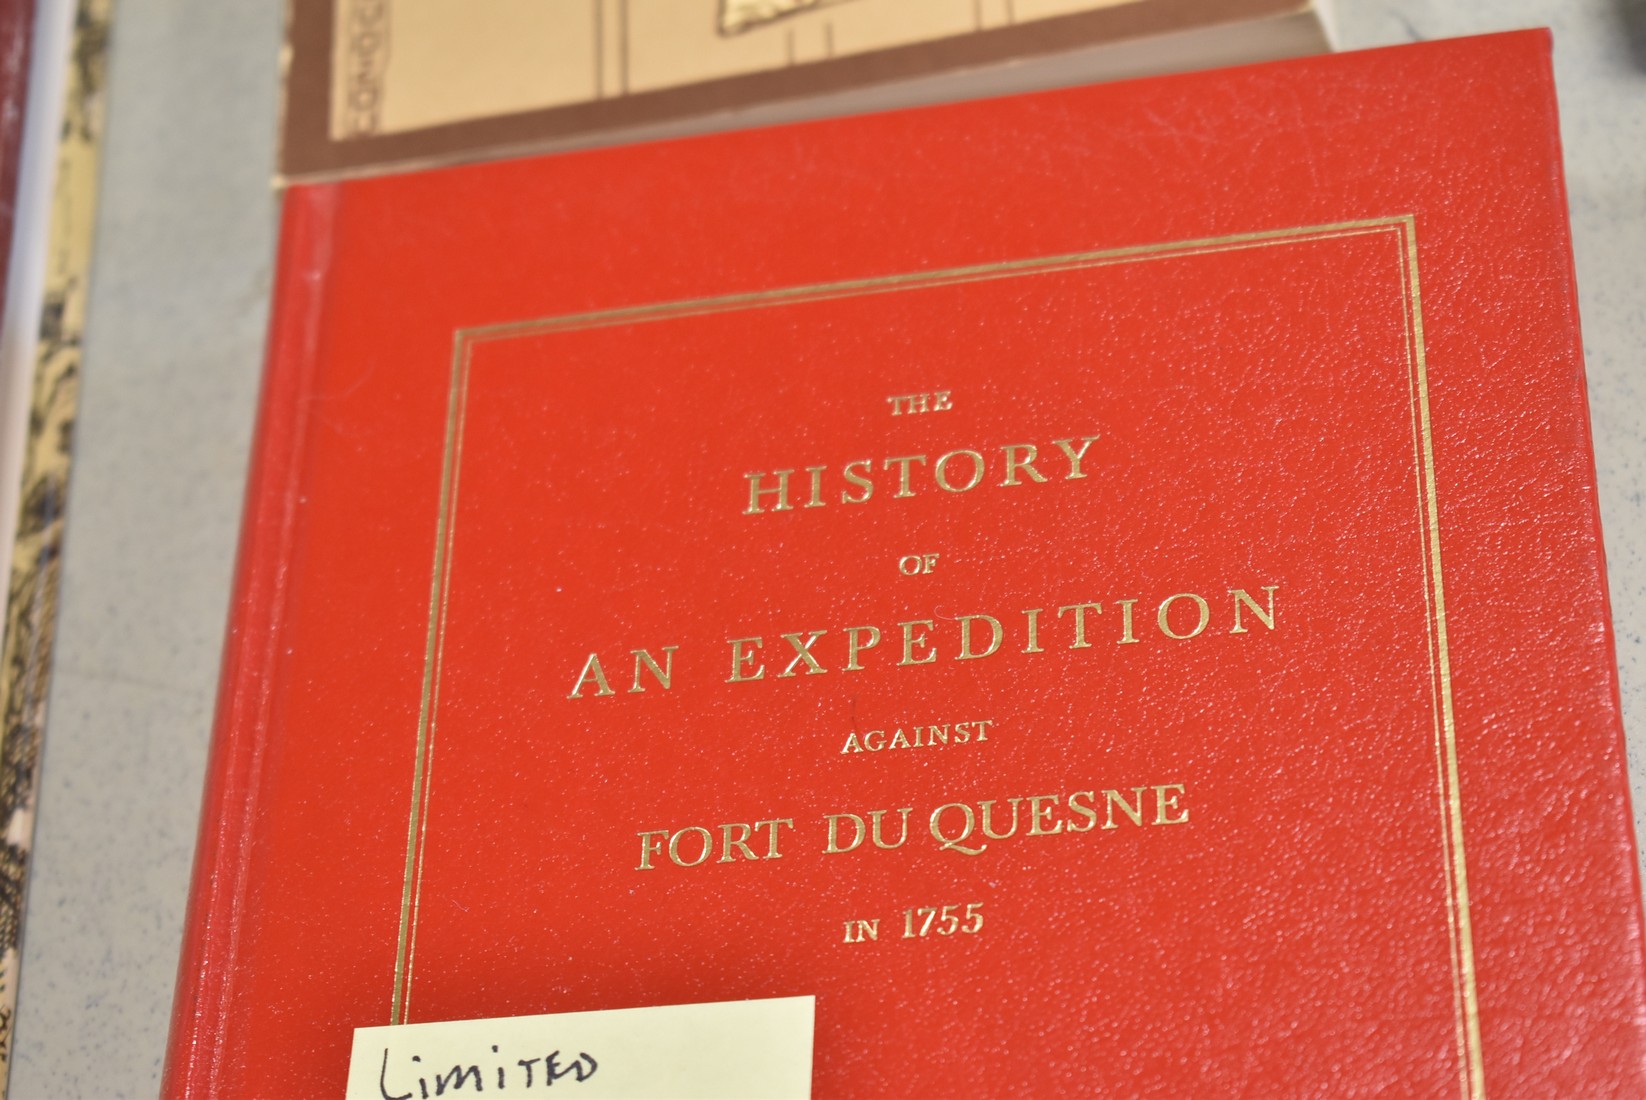 THE
HISTORY
OF
AN EXPEDITION
AGAINST
FORT DU QUESNE
IN 1755
LIMITED